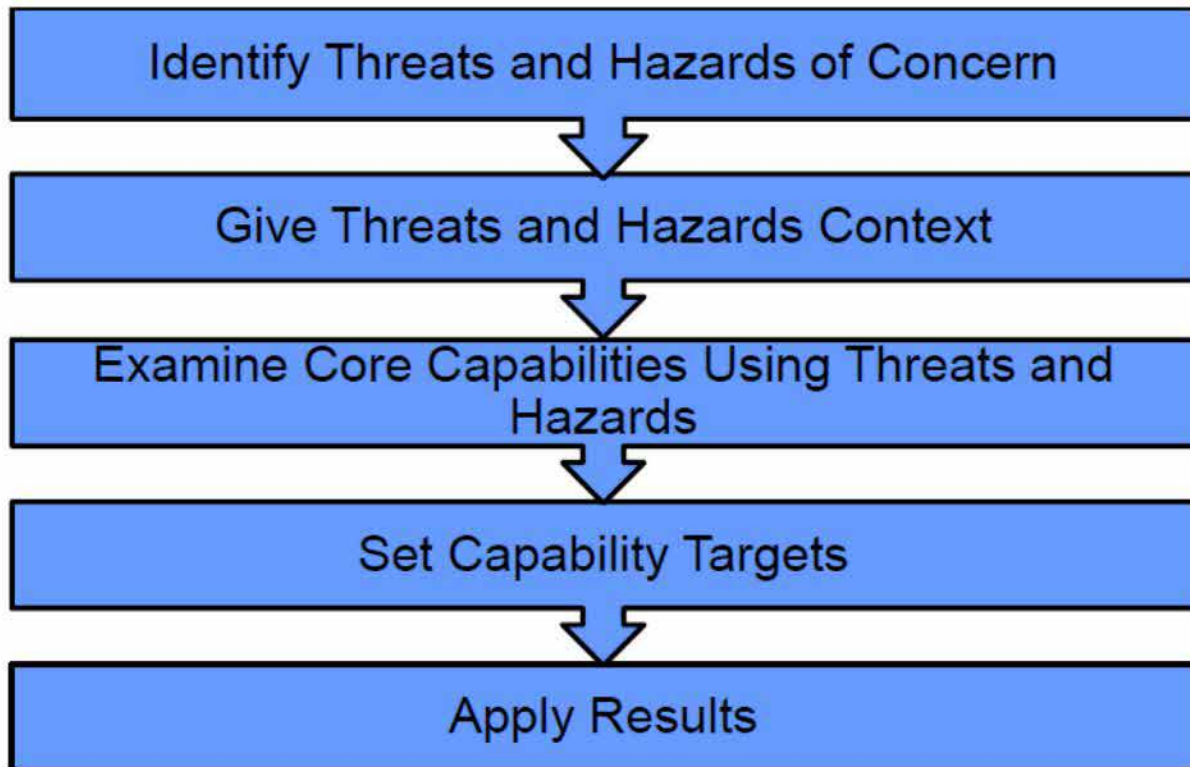 Identify Threats and Hazards of Concern
Give Threats and Hazards Context
Examine Core Capabilities Using Threats and
Hazards
Set Capability Targets
Apply Results